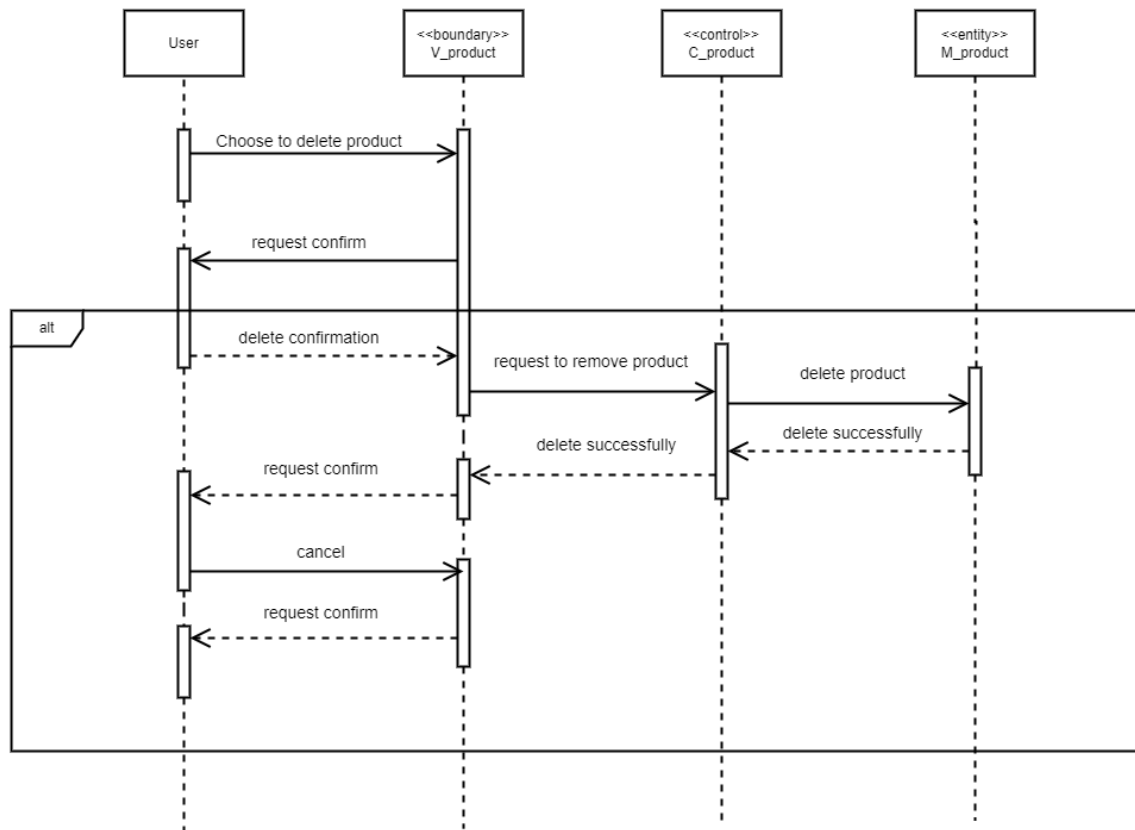 User
<<boundary>>
V_product
<<control>>
C_product
<<entity>>
M_product
Choose to delete product
request confirm
alt
delete confirmation
request to remove product
delete product
delete successfully
delete successfully
request confirm
cancel
request confirm